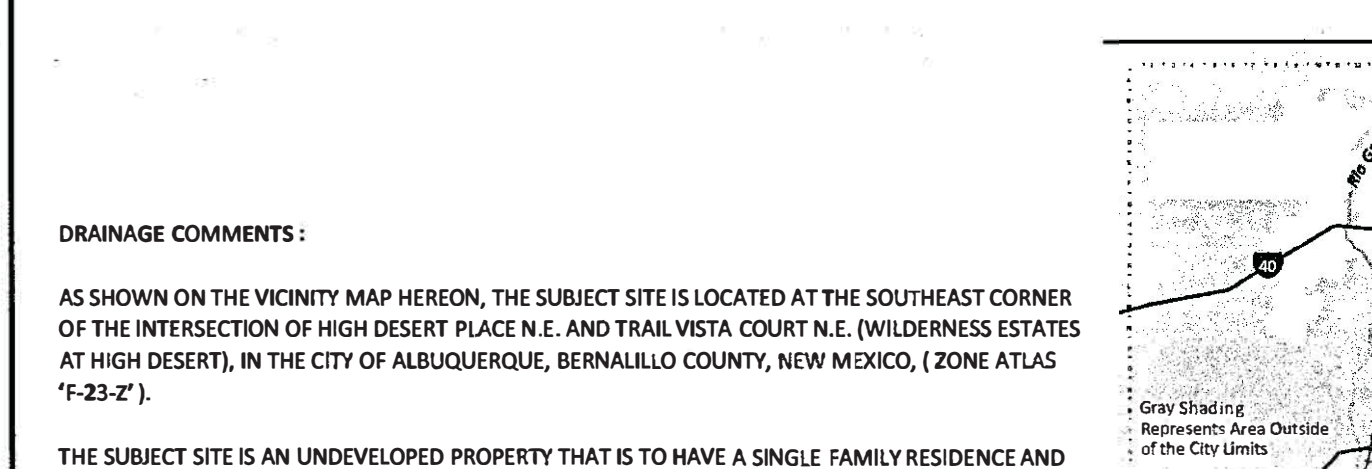 DRAINAGE COMMENTS :
AS SHOWN ON THE VICINITY MAP HEREON, THE SUBJECT SITE IS LOCATED AT THE SOUTHEAST CORNER
OF THE INTERSECTION OF HIGH DESERT PLACE N.E. AND TRAIL VISTA COURT N.E. (WILDERNESS ESTATES
AT HIGH DESERT), IN THE CITY OF ALBUQUERQUE, BERNALILLO COUNTY, NEW MEXICO, ( ZONE ATLAS
'F-23-Z' ).
THE SUBJECT SITE IS AN UNDEVELOPED PROPERTY THAT IS TO HAVE A SINGLE FAMILY RESIDENCE AND
Rio
40
Gray Shading
Represents Area Outside
of the City Limits